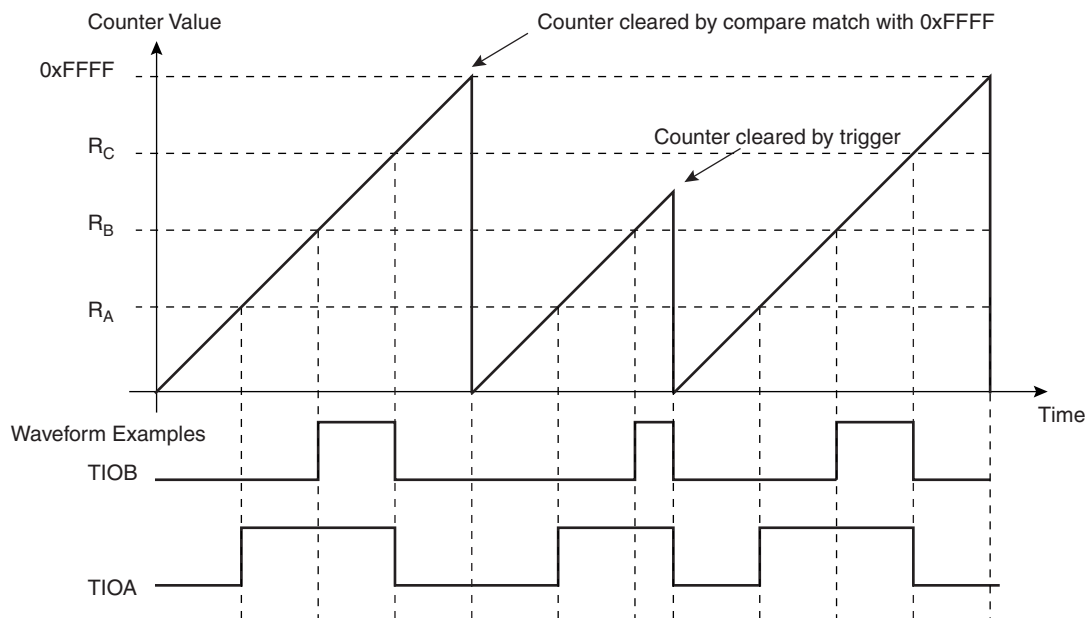 Counter Value
Counter cleared by compare match with 0xFFFF
0xFFFF
RC
Counter cleared by trigger
RB
RA
Time
Waveform Examples
TIOB
TIOA